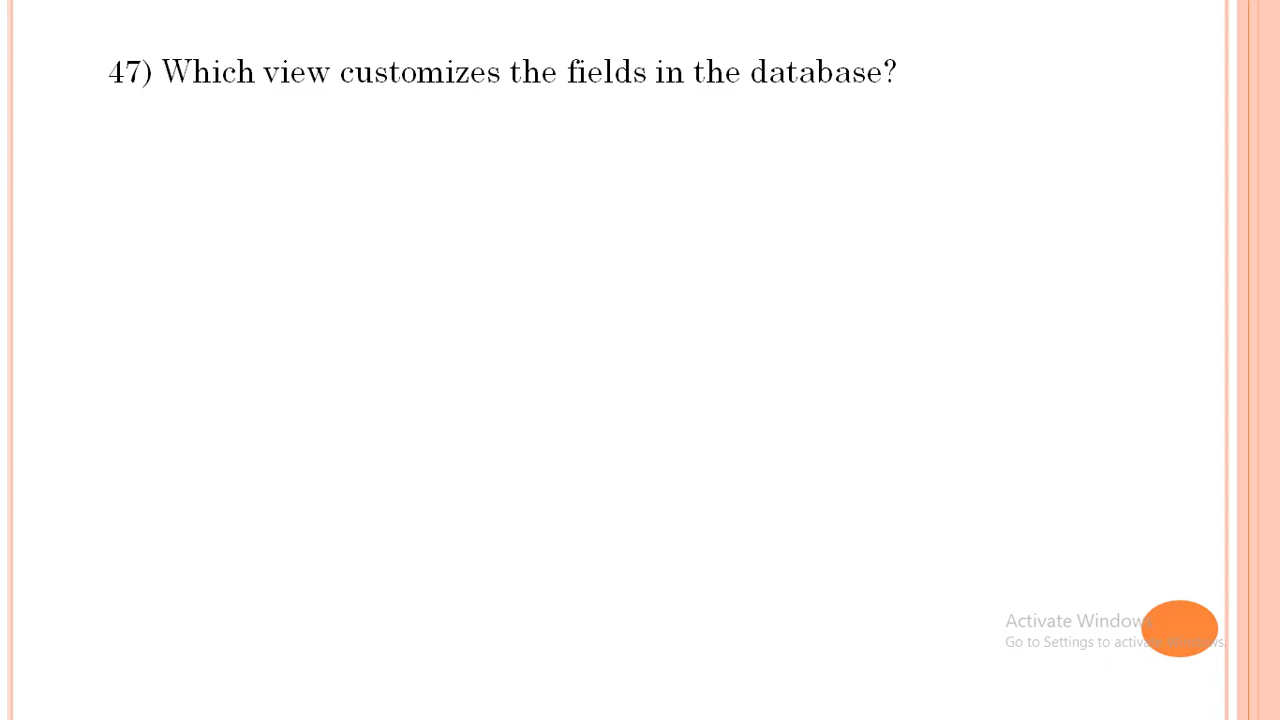 47) Which view customizes the fields in the database?
Activate Windows
Go to Settings to activate Windows.